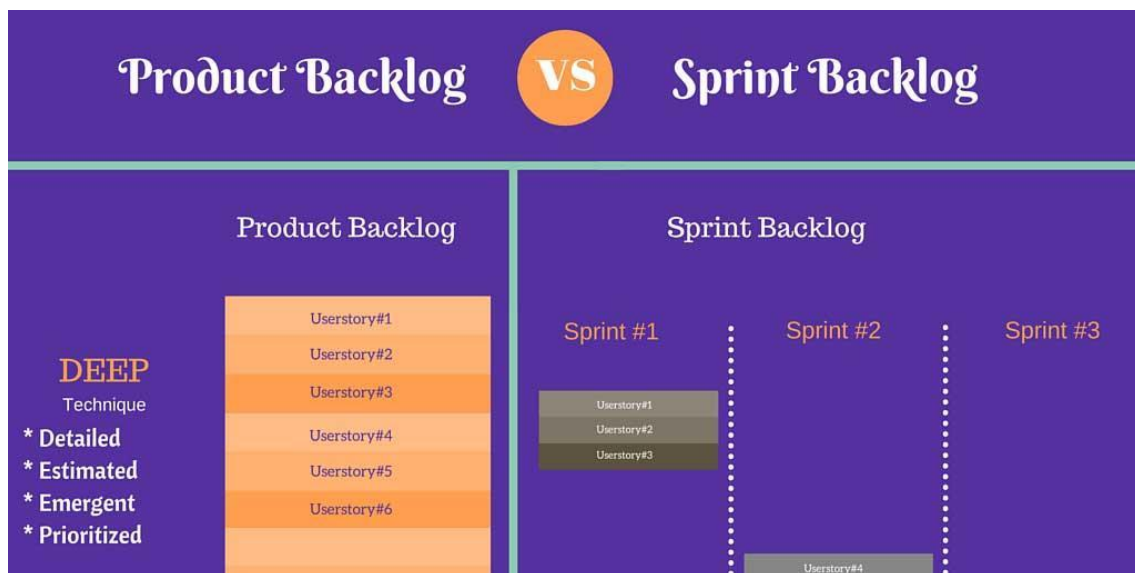 Product Backlog VS Sprint Backlog
Product Backlog
Userstory#1
Userstory#2
Userstory#3
Userstory#4
Userstory#5
Userstory#6
DEEP
Technique
* Detailed
* Estimated
* Emergent
* Prioritized
Sprint Backlog
Sprint #1
Userstory#1
Userstory#2
Userstory#3
Sprint #2
Userstory#4
Sprint #3